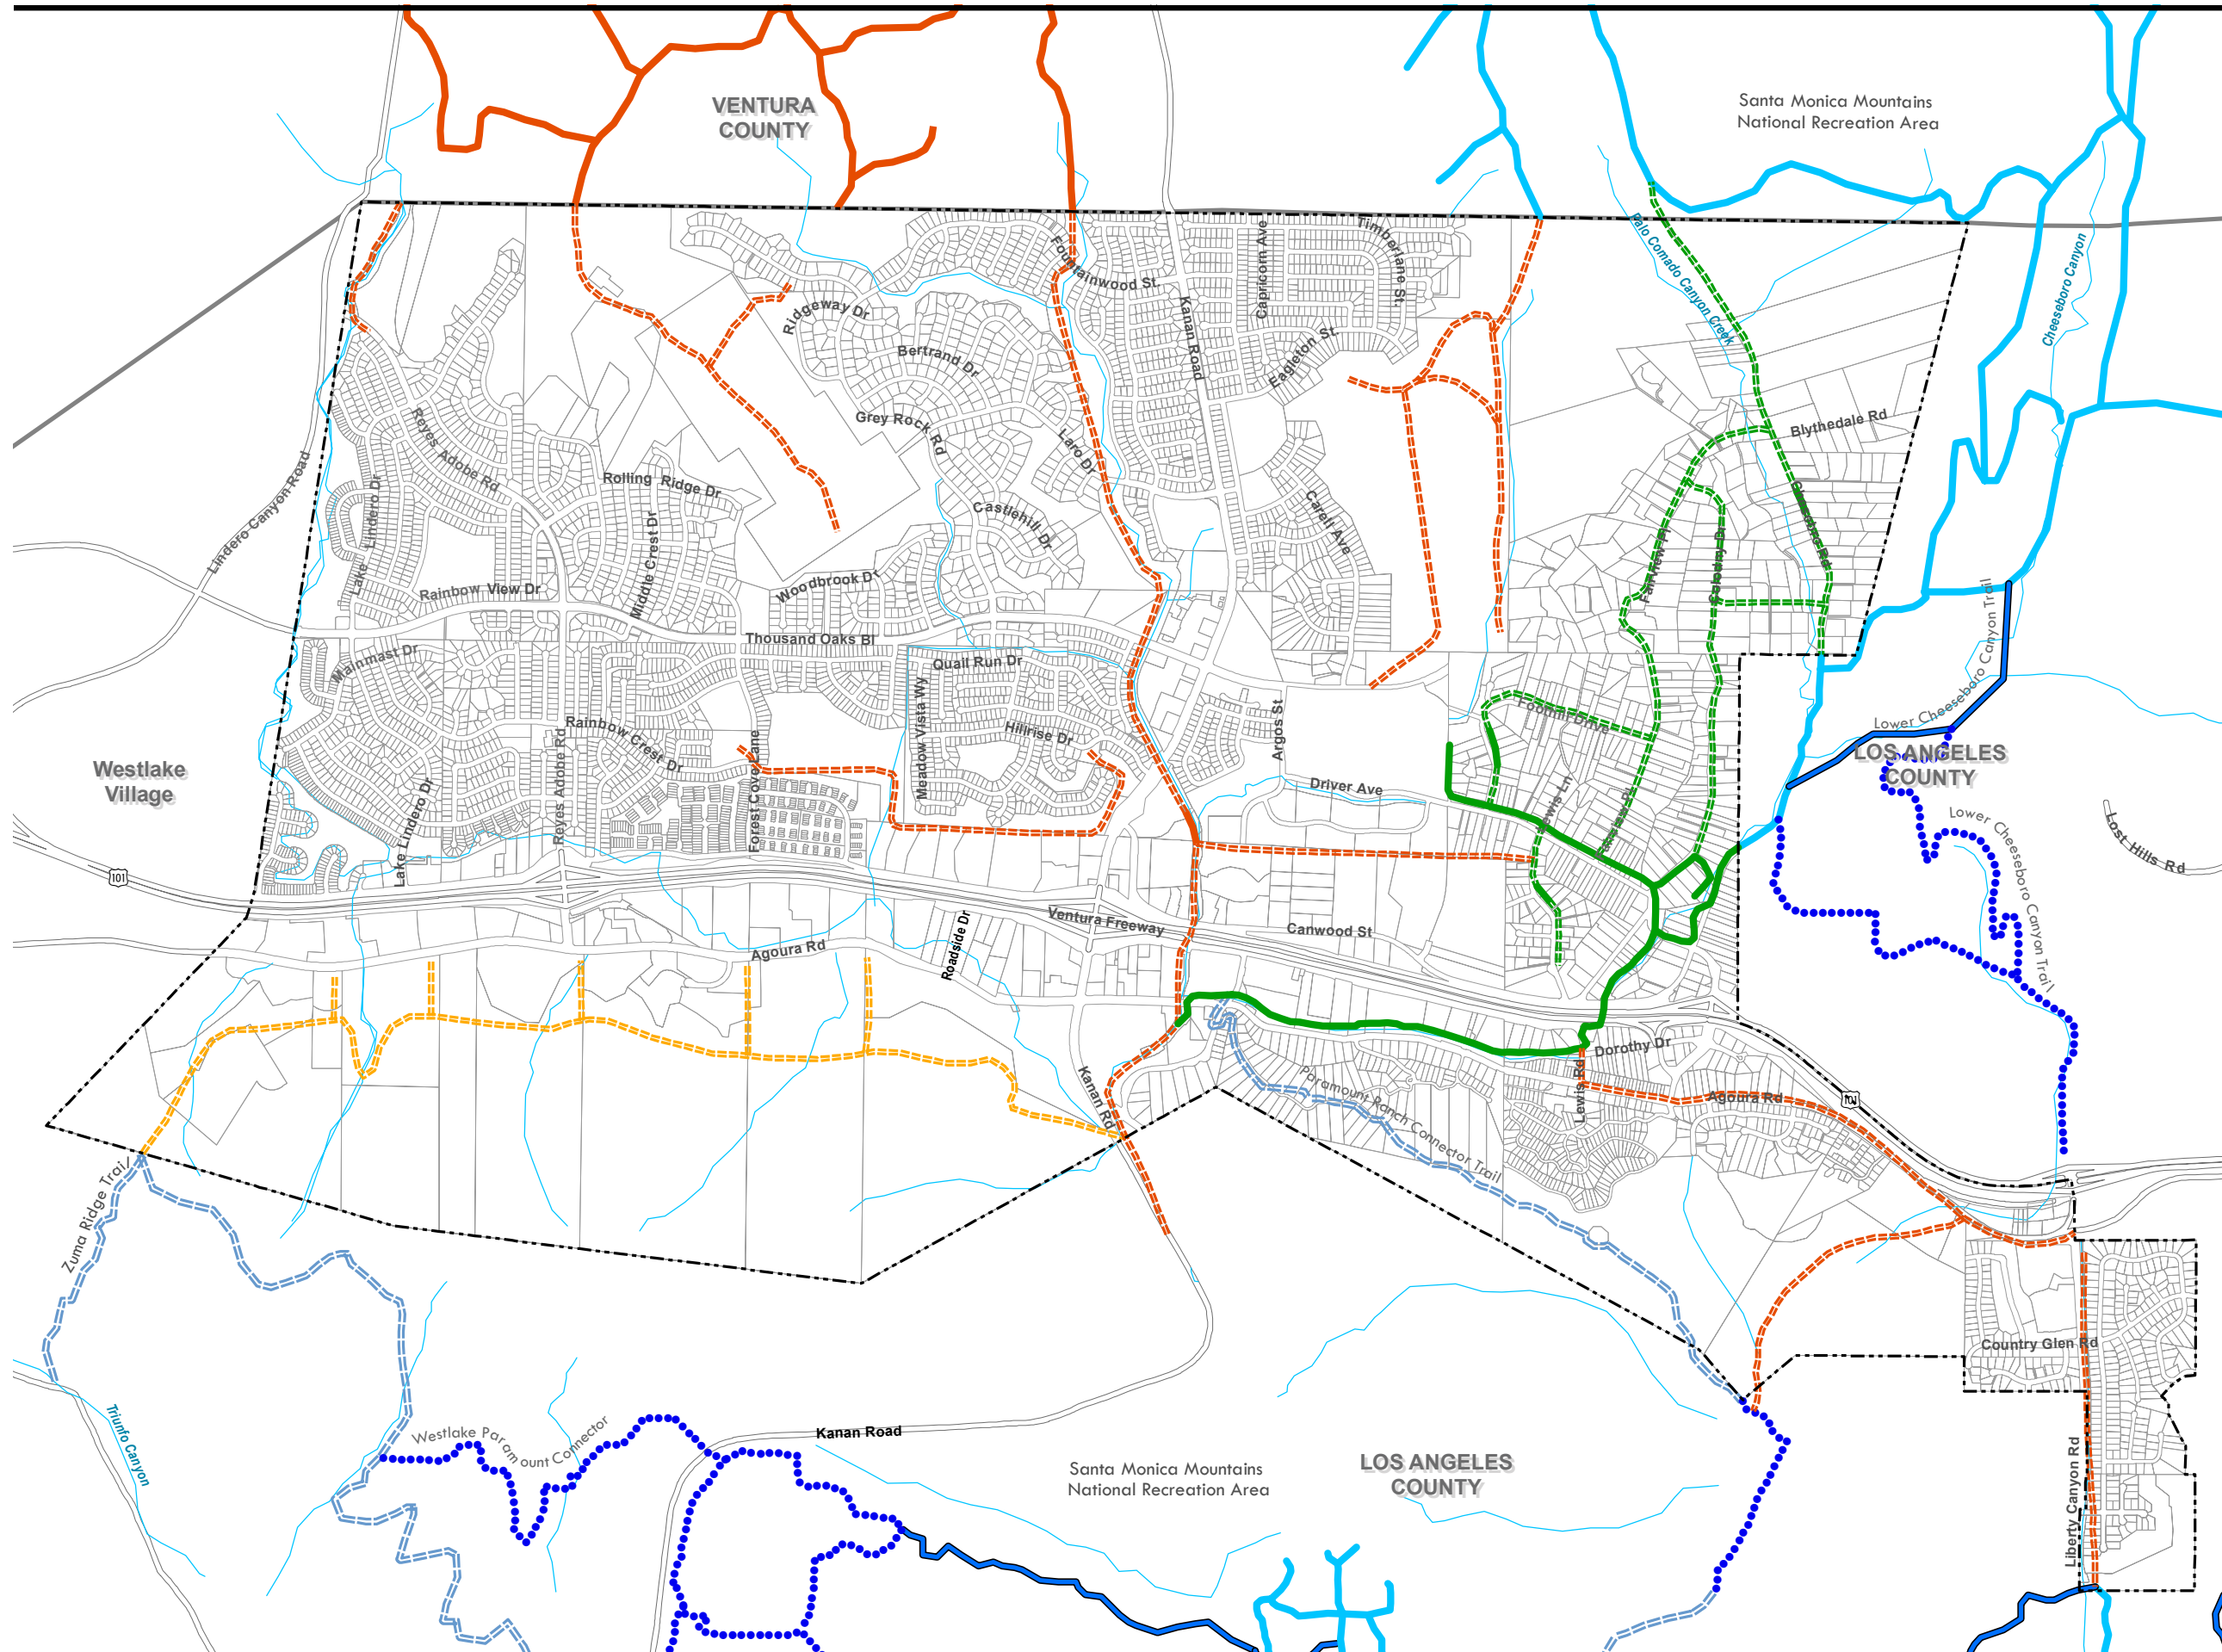 VENTURA
COUNTY
Santa Monica Mountains
National Recreation Area
Palo Comado Canyon Creek
Cheeseboro Canyon
Timberlane St.
Capricorn Ave
Fountainwood St.
Kanan Road
Ridgeway Dr
Bertrand Dr
Eagleton St.
Grey Rock Rd
Laro Dr
Blythedale Rd
Reyes Adobe Rd
Lindero Canyon Road
Lake Lindero Dr
Rolling Ridge Dr
Middle Crest Dr
Castlehill Dr
Carell Ave
Chesebro Rd
Fairview Pl
Colodny Dr
Rainbow View Dr
Woodbrook Dr
Thousand Oaks Bl
Mainmast Dr
Quail Run Dr
Meadow Vista Wy
Hillrise Dr
Argos St
Foothill Drive
Lower Cheeseboro Canyon Trail
LOS ANGELES
COUNTY
Rainbow Crest Dr
Reyes Adobe Rd
Forest Cove Lane
Westlake
Village
Lake Lindero Dr
Driver Ave
Lewis Ln
Lower Cheeseboro Canyon Trail
Lost Hills Rd
101
Ventura Freeway
Canwood St
Agoura Rd
Roadside Dr
Dorothy Dr
Kanan Rd
Paramount Ranch Connector Trail
Lewis Rd
Agoura Rd
101
Zuma Ridge Trail
Country Glen Rd
Triunfo Canyon
Westlake Paramount Connector
Kanan Road
Santa Monica Mountains
National Recreation Area
LOS ANGELES
COUNTY
Liberty Canyon Rd